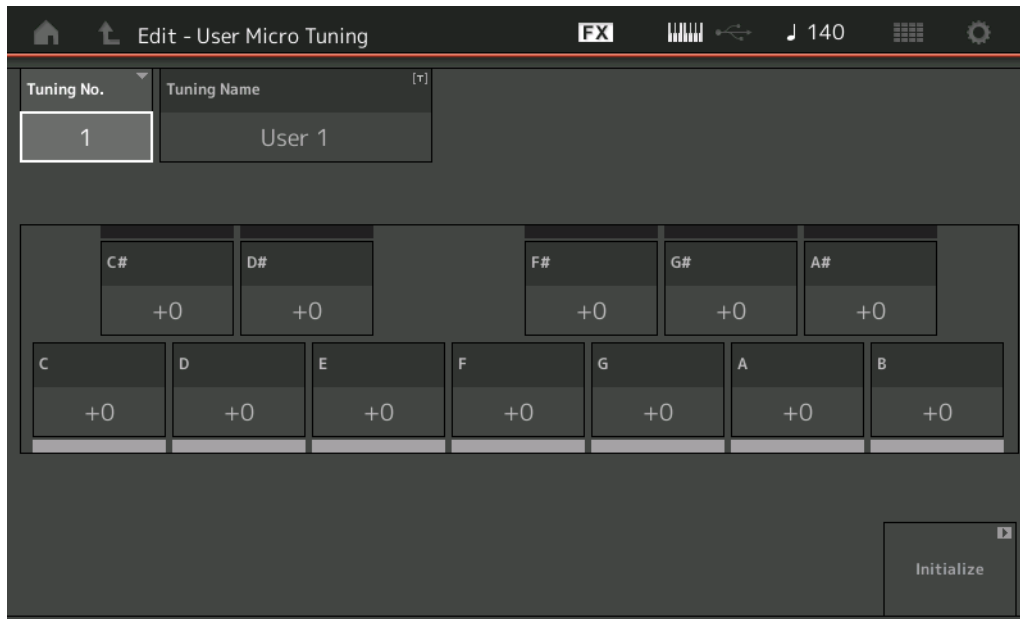 Edit - User Micro Tuning FX 140
Tuning No. Tuning Name [T]
1 User 1
C# D# F# G# A#
+0 +0 +0 +0 +0
C D E F G A B
+0 +0 +0 +0 +0 +0 +0
Initialize